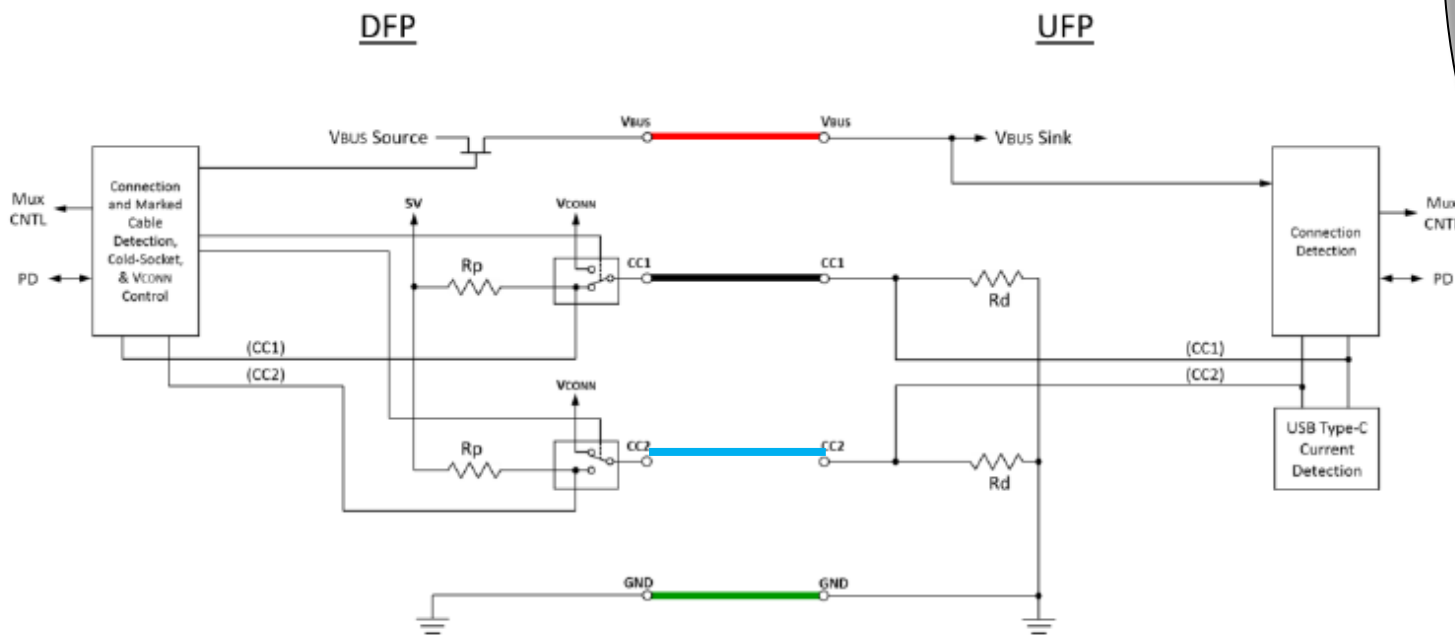 DFP
UFP
VBUS Source
VBUS
VBUS
VBUS Sink
Connection
and Marked
Cable
Detection,
Cold-Socket,
& VCONN
Control
Mux
CNTL
PD
5V
VCONN
Rp
CC1
CC1
Rd
Connection
Detection
Mux
CNTL
PD
(CC1)
(CC2)
(CC1)
(CC2)
VCONN
Rp
CC2
CC2
Rd
USB Type-C
Current
Detection
GND
GND